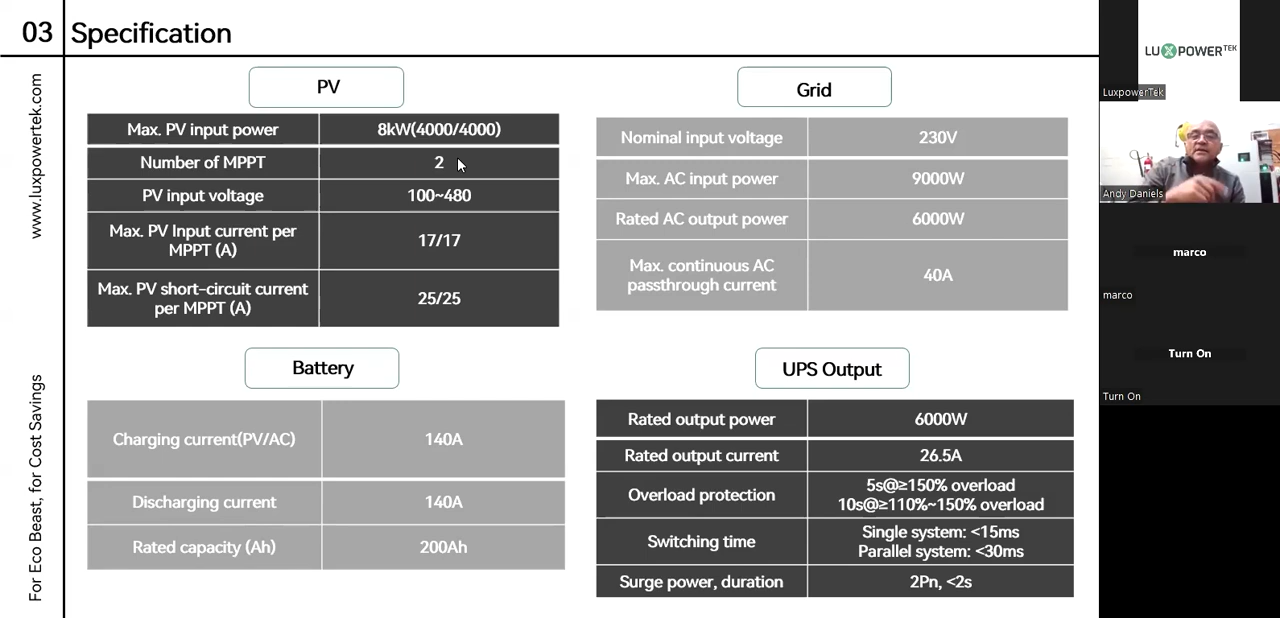 03 Specification
www.luxpowertek.com
For Eco Beast, for Cost Savings
PV
Max. PV input power 8kW(4000/4000)
Number of MPPT 2
PV input voltage 100~480
Max. PV Input current per
MPPT (A) 17/17
Max. PV short-circuit current
per MPPT (A) 25/25
Grid
Nominal input voltage 230V
Max. AC input power 9000W
Rated AC output power 6000W
Max. continuous AC
passthrough current 40A
Battery
Charging current(PV/AC) 140A
Discharging current 140A
Rated capacity (Ah) 200Ah
UPS Output
Rated output power 6000W
Rated output current 26.5A
Overload protection 5s@≥150% overload
10s@≥110%~150% overload
Switching time Single system: <15ms
Parallel system: <30ms
Surge power, duration 2Pn, <2s
LUXPOWERTEK
LuxpowerTek
Andy Daniels
marco
marco
Turn On
Turn On